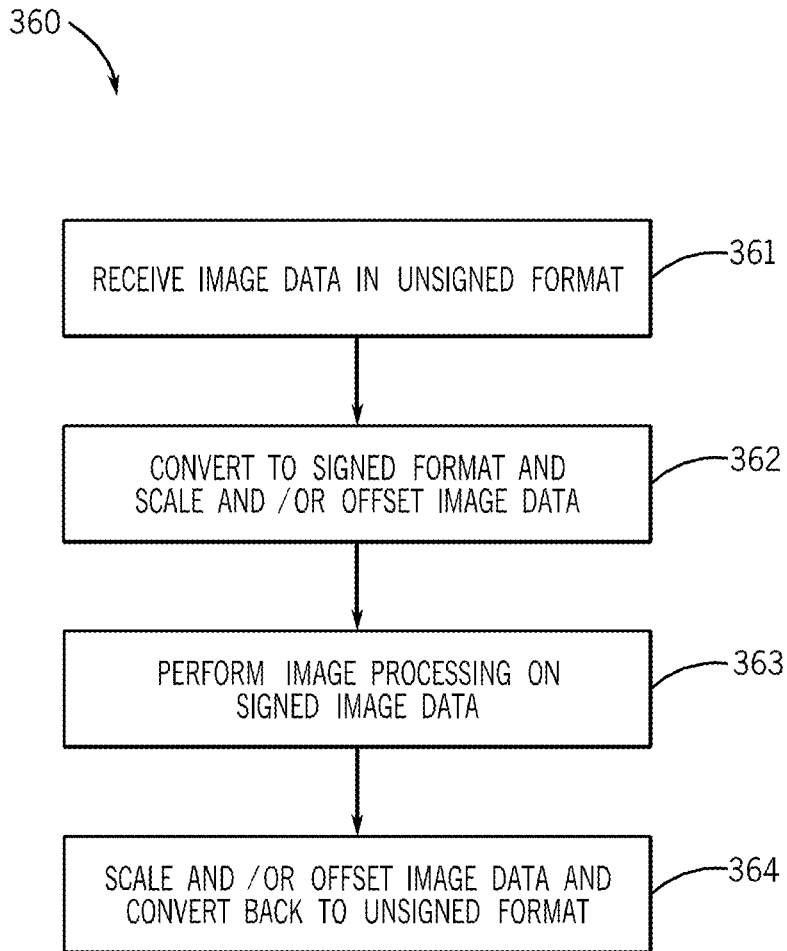 360
RECEIVE IMAGE DATA IN UNSIGNED FORMAT
361
CONVERT TO SIGNED FORMAT AND
SCALE AND /OR OFFSET IMAGE DATA
362
PERFORM IMAGE PROCESSING ON
SIGNED IMAGE DATA
363
SCALE AND /OR OFFSET IMAGE DATA AND
CONVERT BACK TO UNSIGNED FORMAT
364